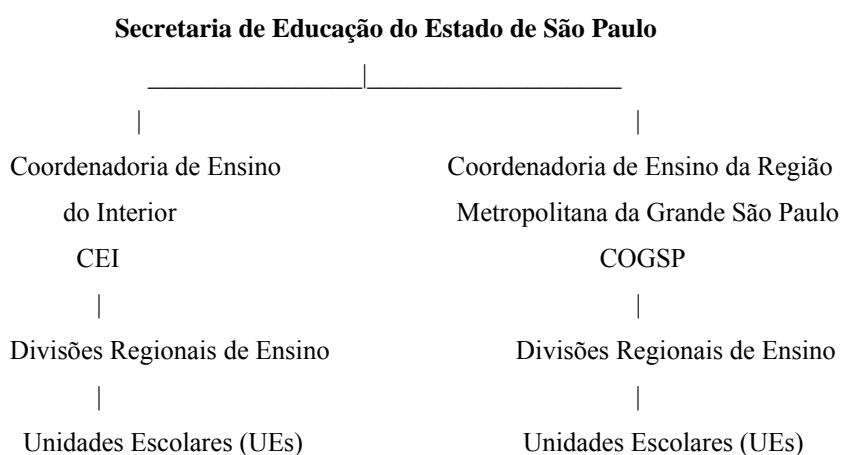 Secretaria de Educação do Estado de São Paulo
Coordenadoria de Ensino
do Interior
CEI
Divisões Regionais de Ensino
Unidades Escolares (UEs)
Coordenadoria de Ensino da Região
Metropolitana da Grande São Paulo
COGSP
Divisões Regionais de Ensino
Unidades Escolares (UEs)